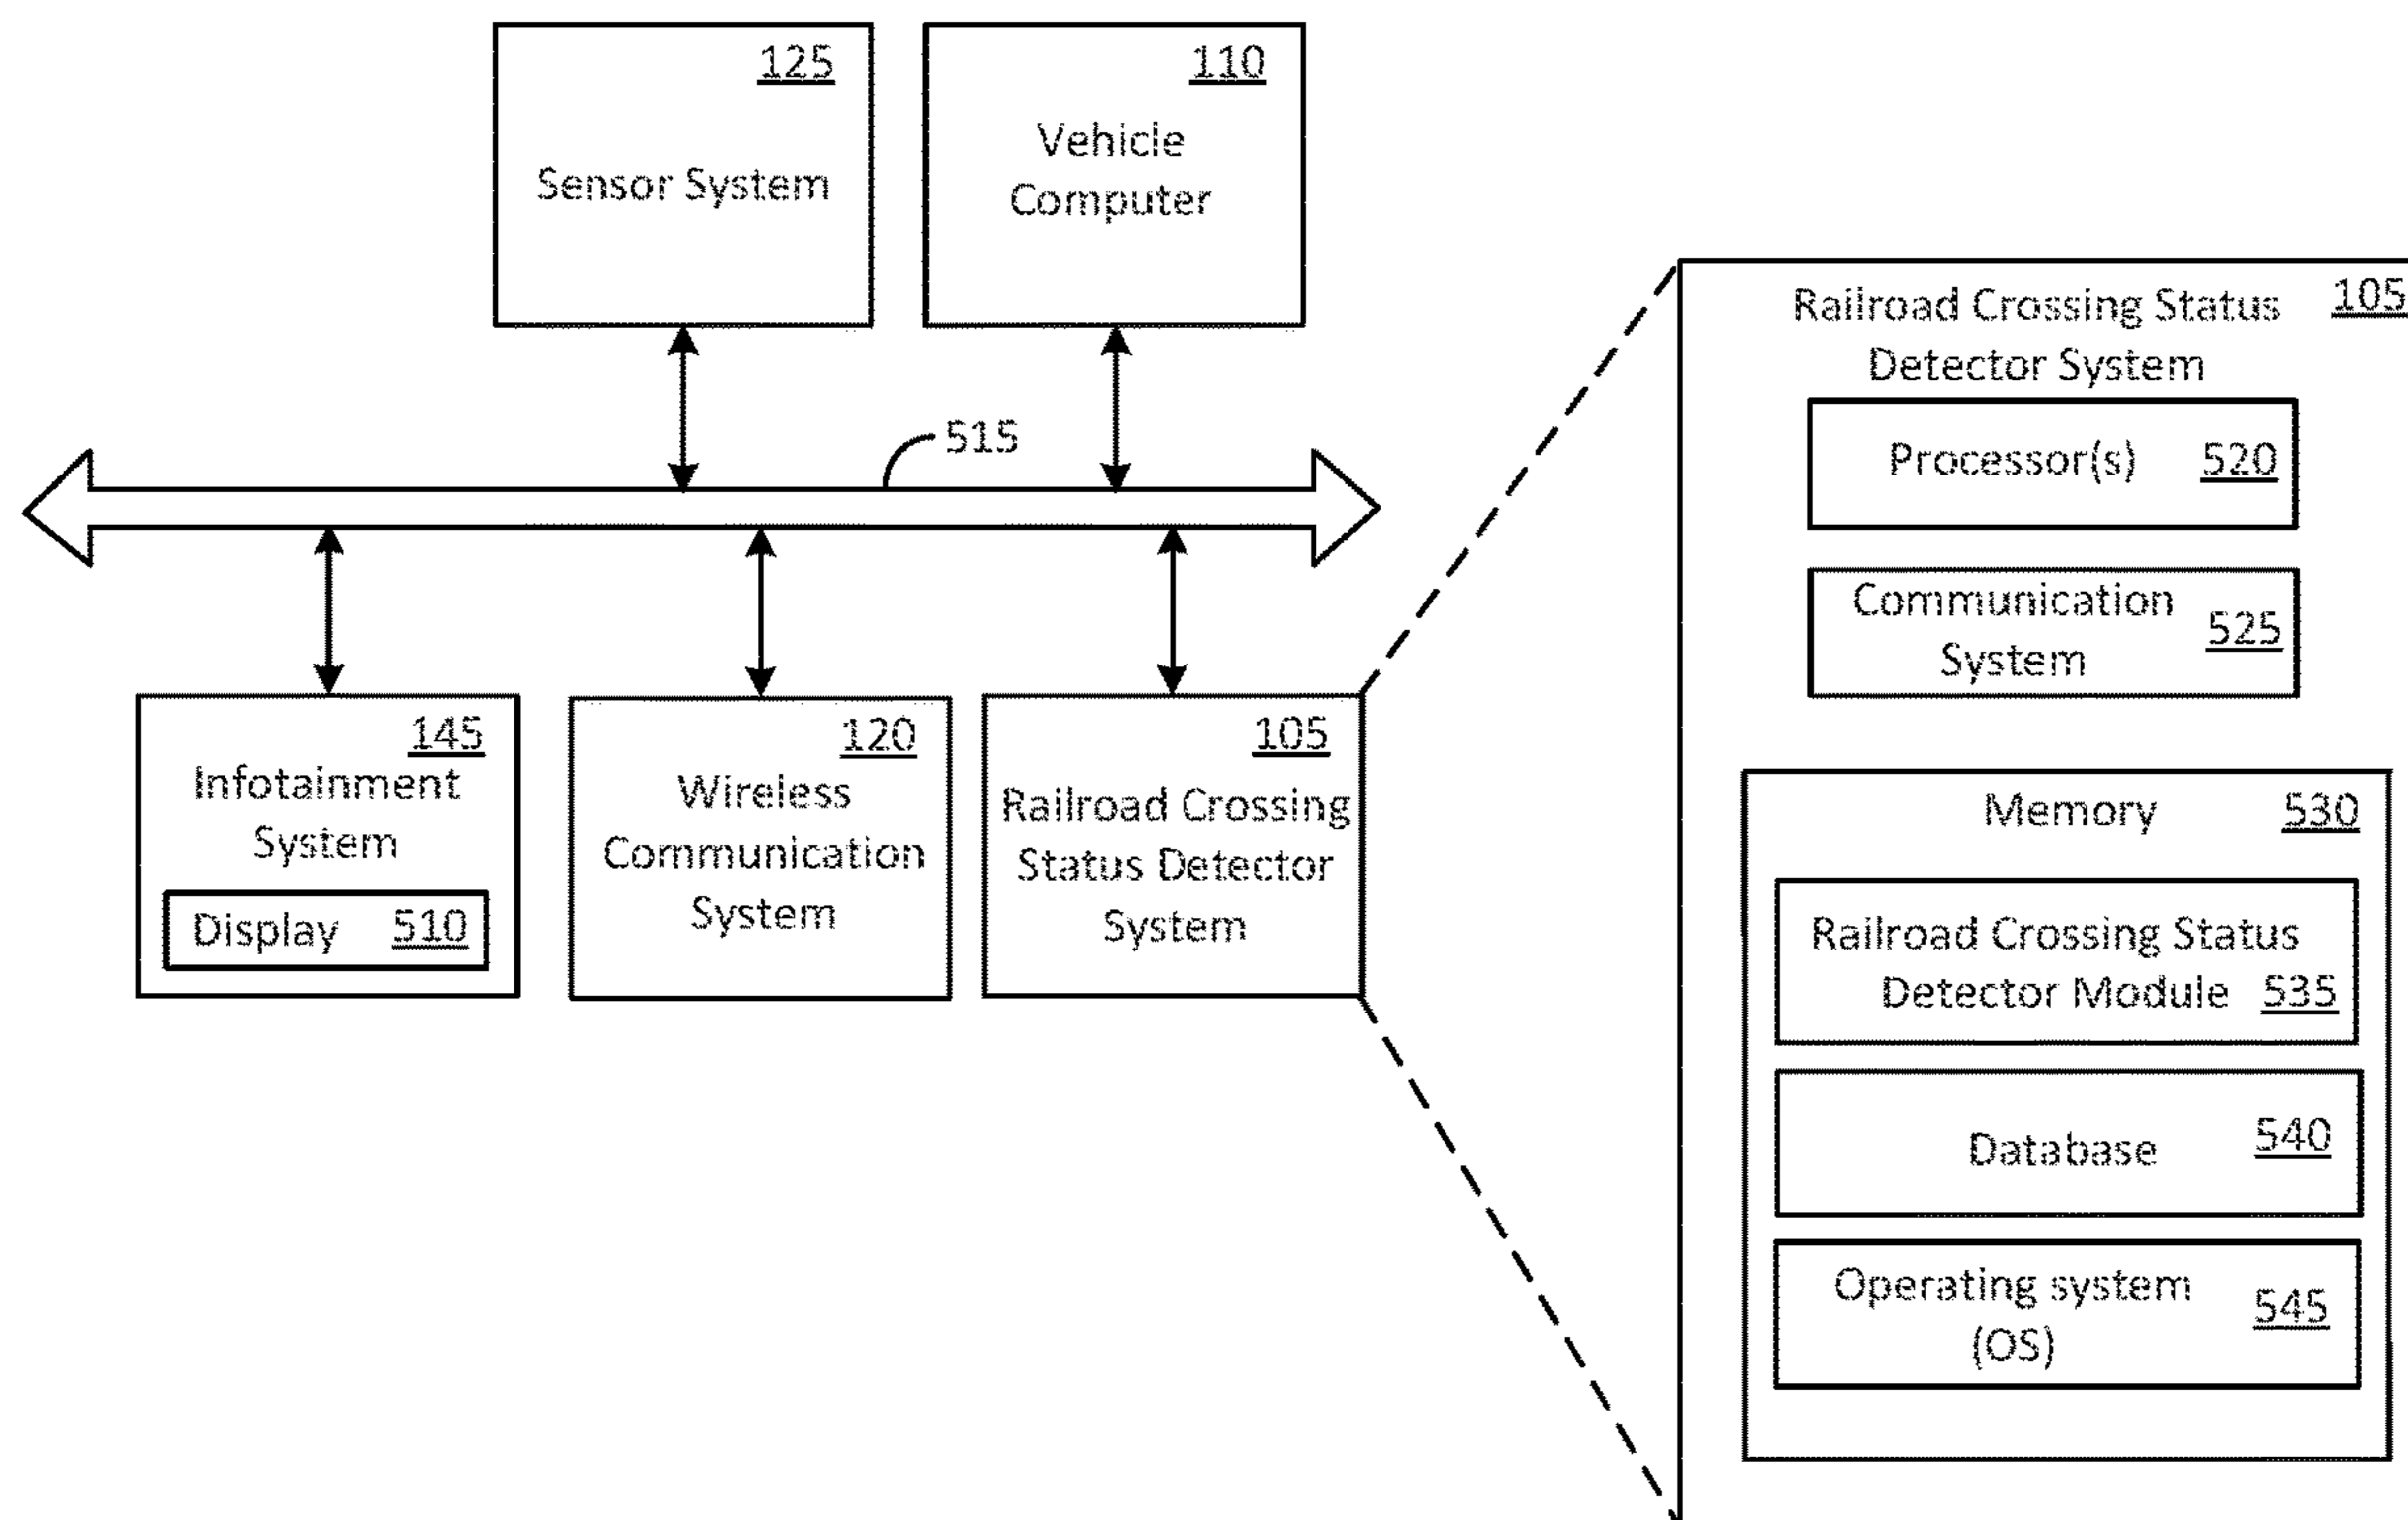 125
Sensor System
110
Vehicle
Computer
515
145
Infotainment
System
Display 510
120
Wireless
Communication
System
105
Railroad Crossing
Status Detector
System
Railroad Crossing Status 105
Detector System
Processor(s) 520
Communication
System 525
Memory 530
Railroad Crossing Status
Detector Module 535
Database 540
Operating system
(OS) 545